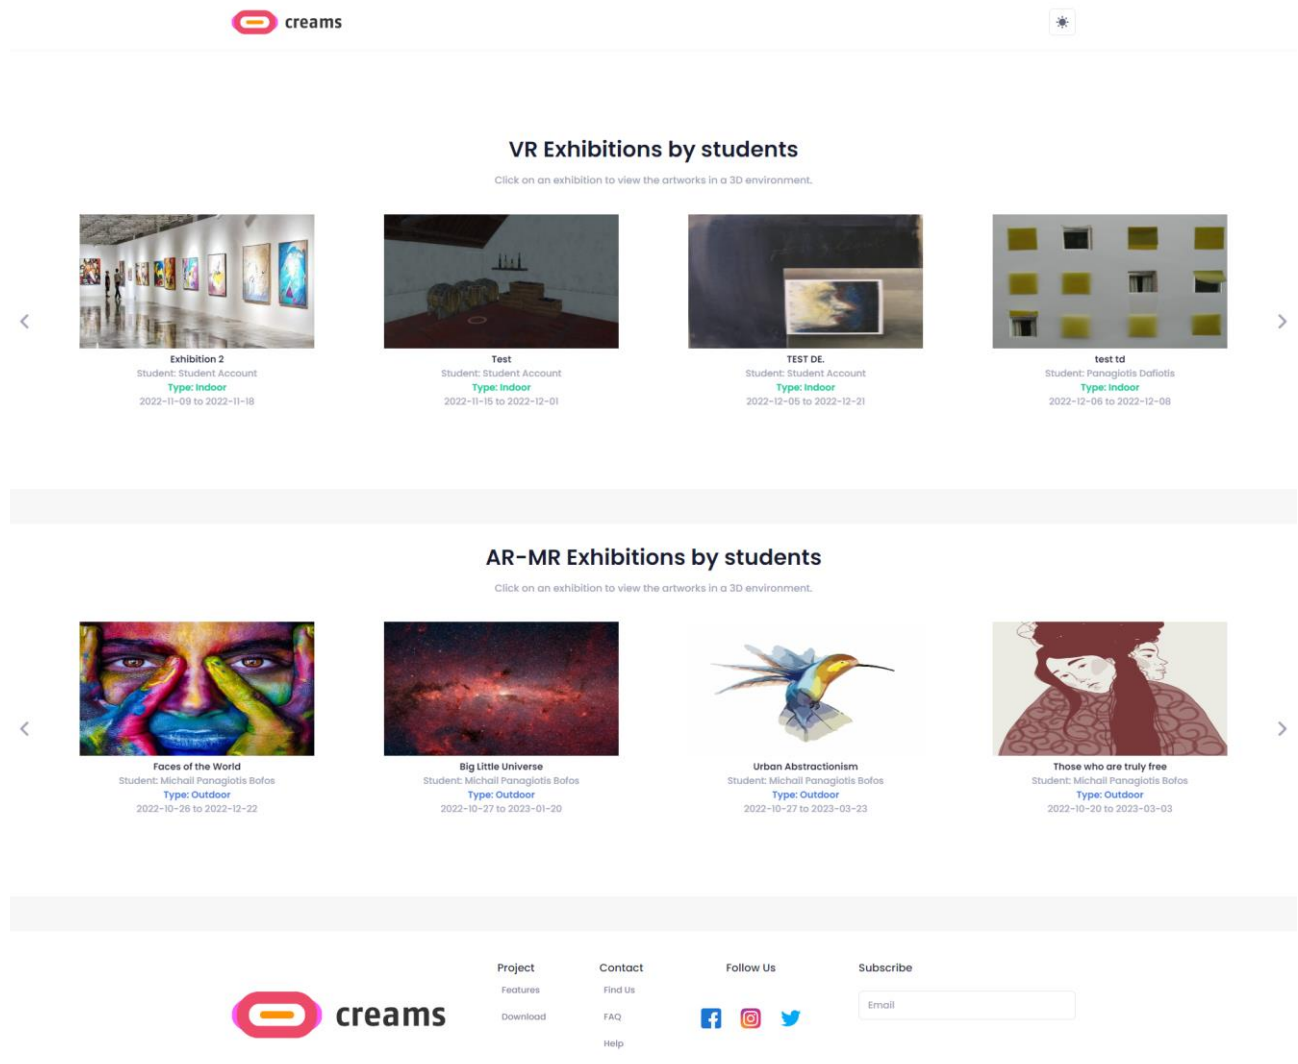 creams
VR Exhibitions by students
Click on an exhibition to view the artworks in a 3D environment.
Exhibition 2
Student: Student Account
Type: Indoor
2022-11-09 to 2022-11-18
Test
Student: Student Account
Type: Indoor
2022-11-15 to 2022-12-01
TEST DE.
Student: Student Account
Type: Indoor
2022-12-05 to 2022-12-21
test td
Student: Panagiotis Dafiotis
Type: Indoor
2022-12-06 to 2022-12-08
AR-MR Exhibitions by students
Click on an exhibition to view the artworks in a 3D environment.
Faces of the World
Student: Michail Panagiotis Bofos
Type: Outdoor
2022-10-26 to 2022-12-22
Big Little Universe
Student: Michail Panagiotis Bofos
Type: Outdoor
2022-10-27 to 2023-01-20
Urban Abstractionism
Student: Michail Panagiotis Bofos
Type: Outdoor
2022-10-27 to 2023-03-23
Those who are truly free
Student: Michail Panagiotis Bofos
Type: Outdoor
2022-10-20 to 2023-03-03
creams
Project
Features
Download
Contact
Find Us
FAQ
Help
Follow Us
Subscribe
Email